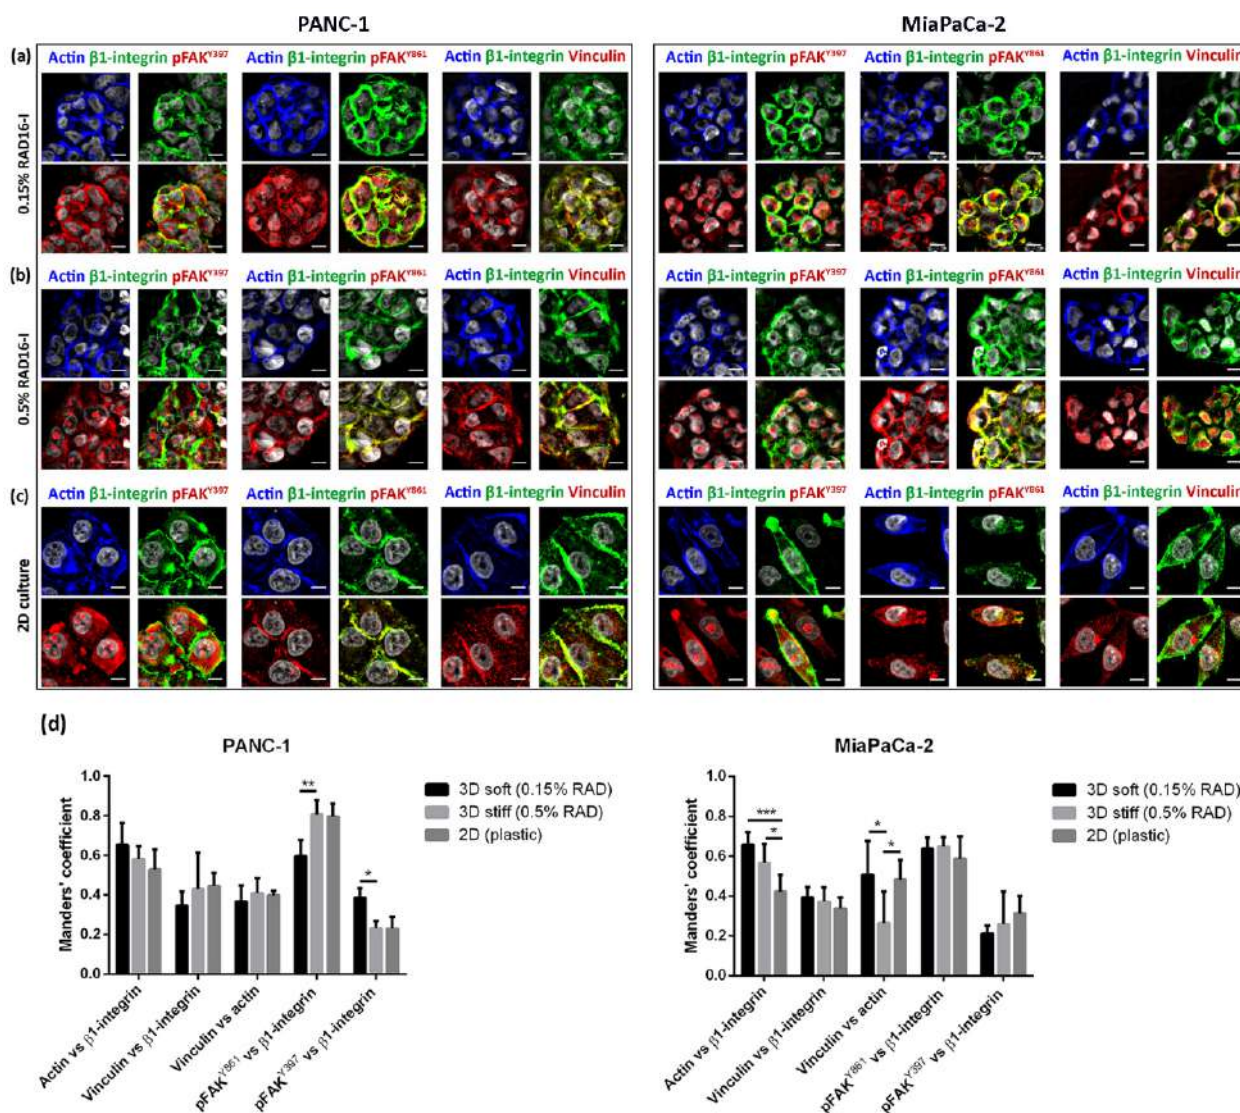 PANC-1
MiaPaCa-2
(a)
Actin β1-integrin pFAKY397 Actin β1-integrin pFAKY861 Actin β1-integrin Vinculin
Actin β1-integrin pFAKY397 Actin β1-integrin pFAKY861 Actin β1-integrin Vinculin
0.15% RAD16-I
(b)
Actin β1-integrin pFAKY397 Actin β1-integrin pFAKY861 Actin β1-integrin Vinculin
Actin β1-integrin pFAKY397 Actin β1-integrin pFAKY861 Actin β1-integrin Vinculin
0.5% RAD16-I
(c)
Actin β1-integrin pFAKY397 Actin β1-integrin pFAKY861 Actin β1-integrin Vinculin
Actin β1-integrin pFAKY397 Actin β1-integrin pFAKY861 Actin β1-integrin Vinculin
2D culture
(d)
PANC-1
Manders' coefficient
1.0
0.8
0.6
0.4
0.2
0.0
**
*
3D soft (0.15% RAD)
3D stiff (0.5% RAD)
2D (plastic)
Actin vs β1-integrin
Vinculin vs β1-integrin
Vinculin vs actin
pFAKY861 vs β1-integrin
pFAKY397 vs β1-integrin
MiaPaCa-2
Manders' coefficient
1.0
0.8
0.6
0.4
0.2
0.0
***
*
*
*
3D soft (0.15% RAD)
3D stiff (0.5% RAD)
2D (plastic)
Actin vs β1-integrin
Vinculin vs β1-integrin
Vinculin vs actin
pFAKY861 vs β1-integrin
pFAKY397 vs β1-integrin